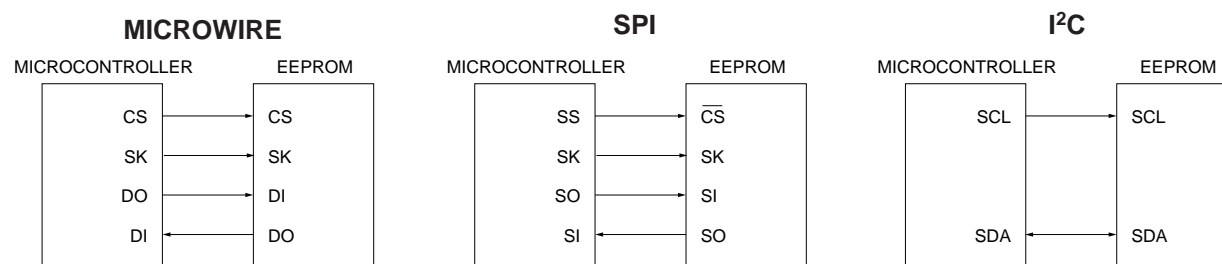 MICROWIRE
MICROCONTROLLER EEPROM
CS CS
SK SK
DO DI
DI DO
SPI
MICROCONTROLLER EEPROM
SS C̅S̅
SK SK
SO SI
SI SO
I²C
MICROCONTROLLER EEPROM
SCL SCL
SDA SDA